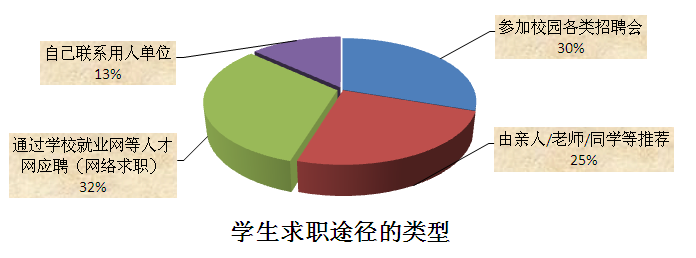 自己联系用人单位
13%
参加校园各类招聘会
30%
通过学校就业网等人才
网应聘（网络求职）
32%
由亲人/老师/同学等推荐
25%
学生求职途径的类型